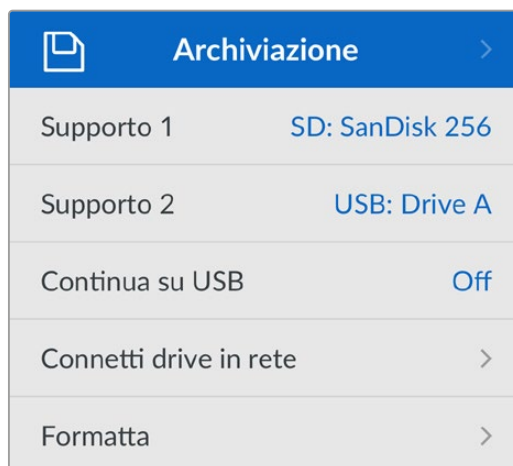 Archiviazione
Supporto 1 SD: SanDisk 256
Supporto 2 USB: Drive A
Continua su USB Off
Connetti drive in rete
Formatta